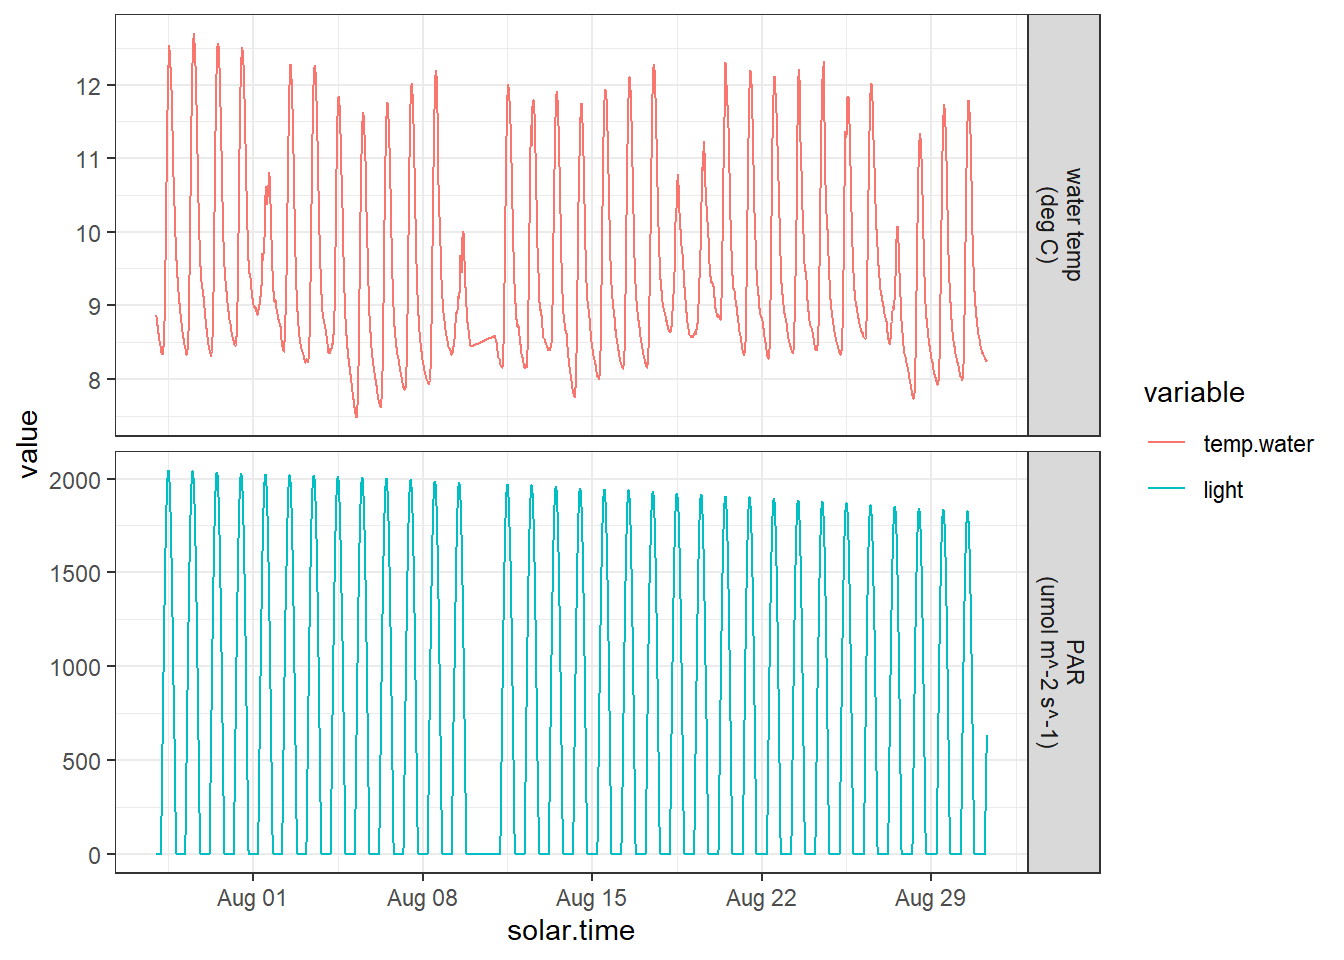 12
11
10
9
8
water temp
(deg C)
value
2000
1500
1000
500
0
PAR
(umol m^-2 s^-1)
Aug 01
Aug 08
Aug 15
Aug 22
Aug 29
solar.time
variable
temp.water
light